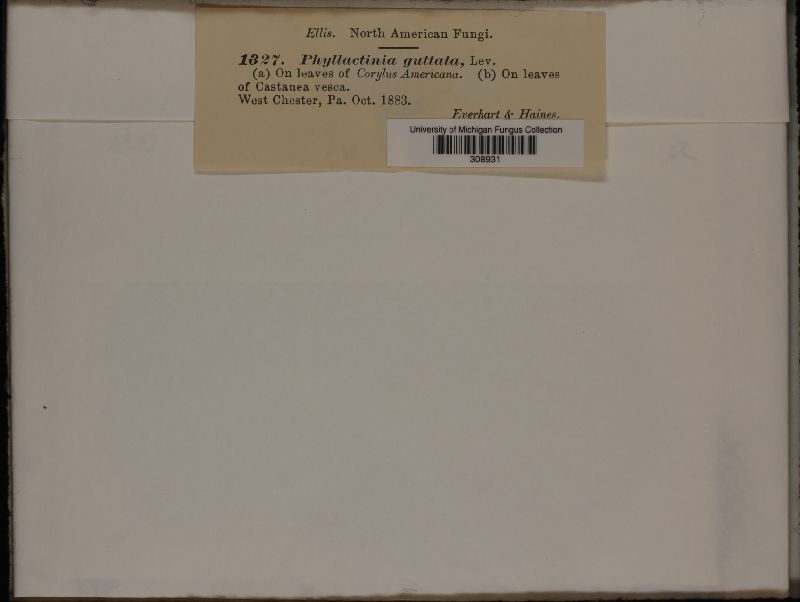 Ellis. North American Fungi.
1327. Phyllactinia guttata, Lev.
(a) On leaves of Corylus Americana. (b) On leaves
of Castanea vesca.
West Chester, Pa. Oct. 1883.
Everhart & Haines.
University of Michigan Fungus Collection
308931
a